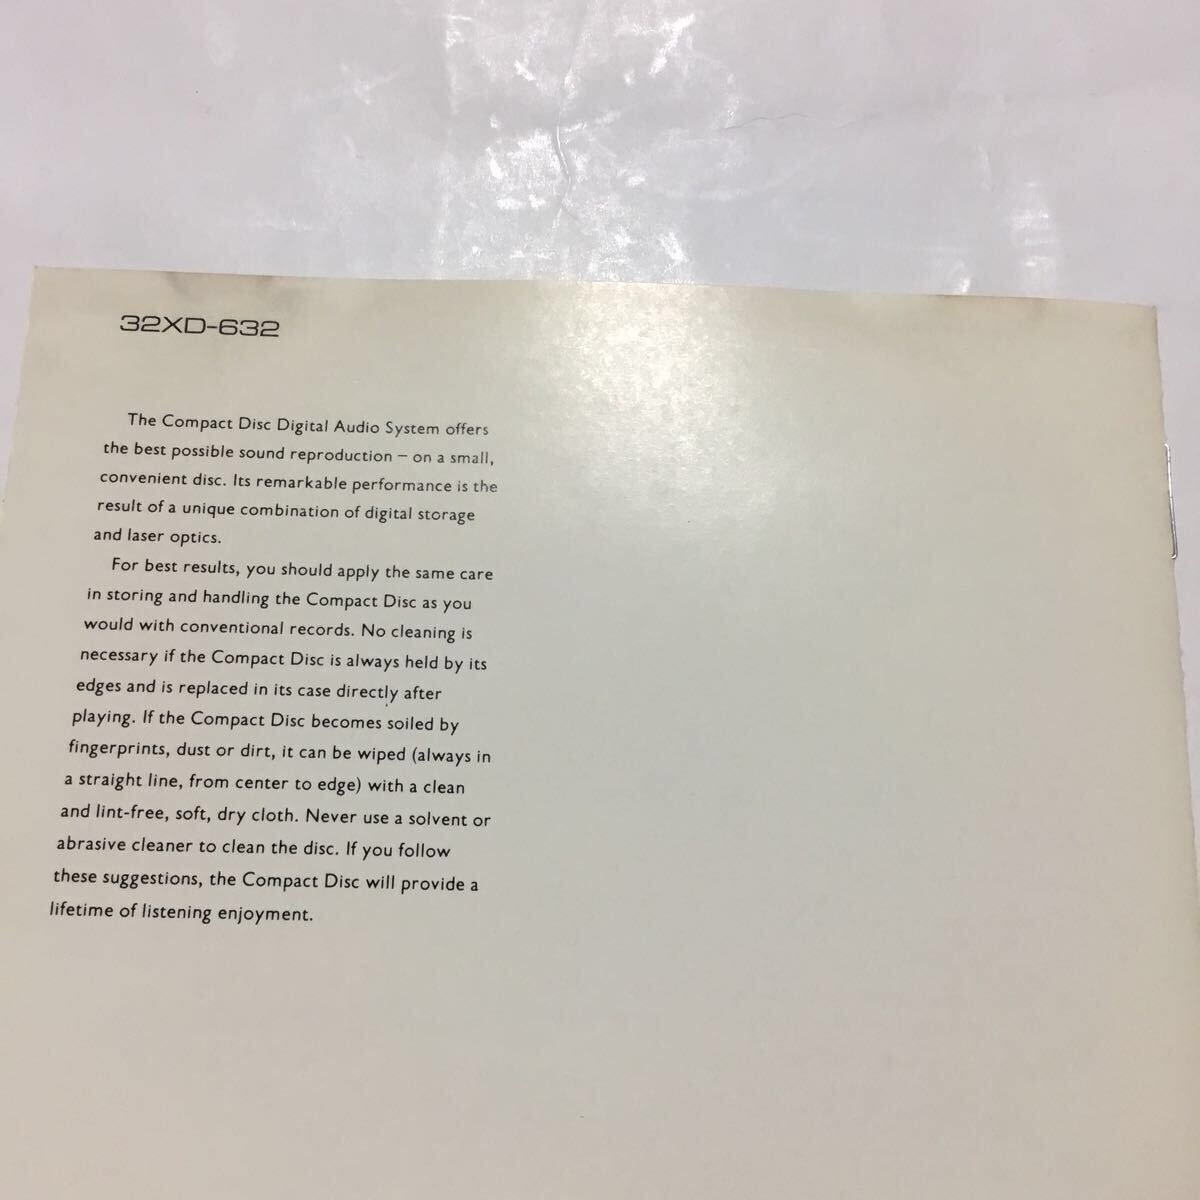 32XD-632
The Compact Disc Digital Audio System offers
the best possible sound reproduction – on a small,
convenient disc. Its remarkable performance is the
result of a unique combination of digital storage
and laser optics.
For best results, you should apply the same care
in storing and handling the Compact Disc as you
would with conventional records. No cleaning is
necessary if the Compact Disc is always held by its
edges and is replaced in its case directly after
playing. If the Compact Disc becomes soiled by
fingerprints, dust or dirt, it can be wiped (always in
a straight line, from center to edge) with a clean
and lint-free, soft, dry cloth. Never use a solvent or
abrasive cleaner to clean the disc. If you follow
these suggestions, the Compact Disc will provide a
lifetime of listening enjoyment.